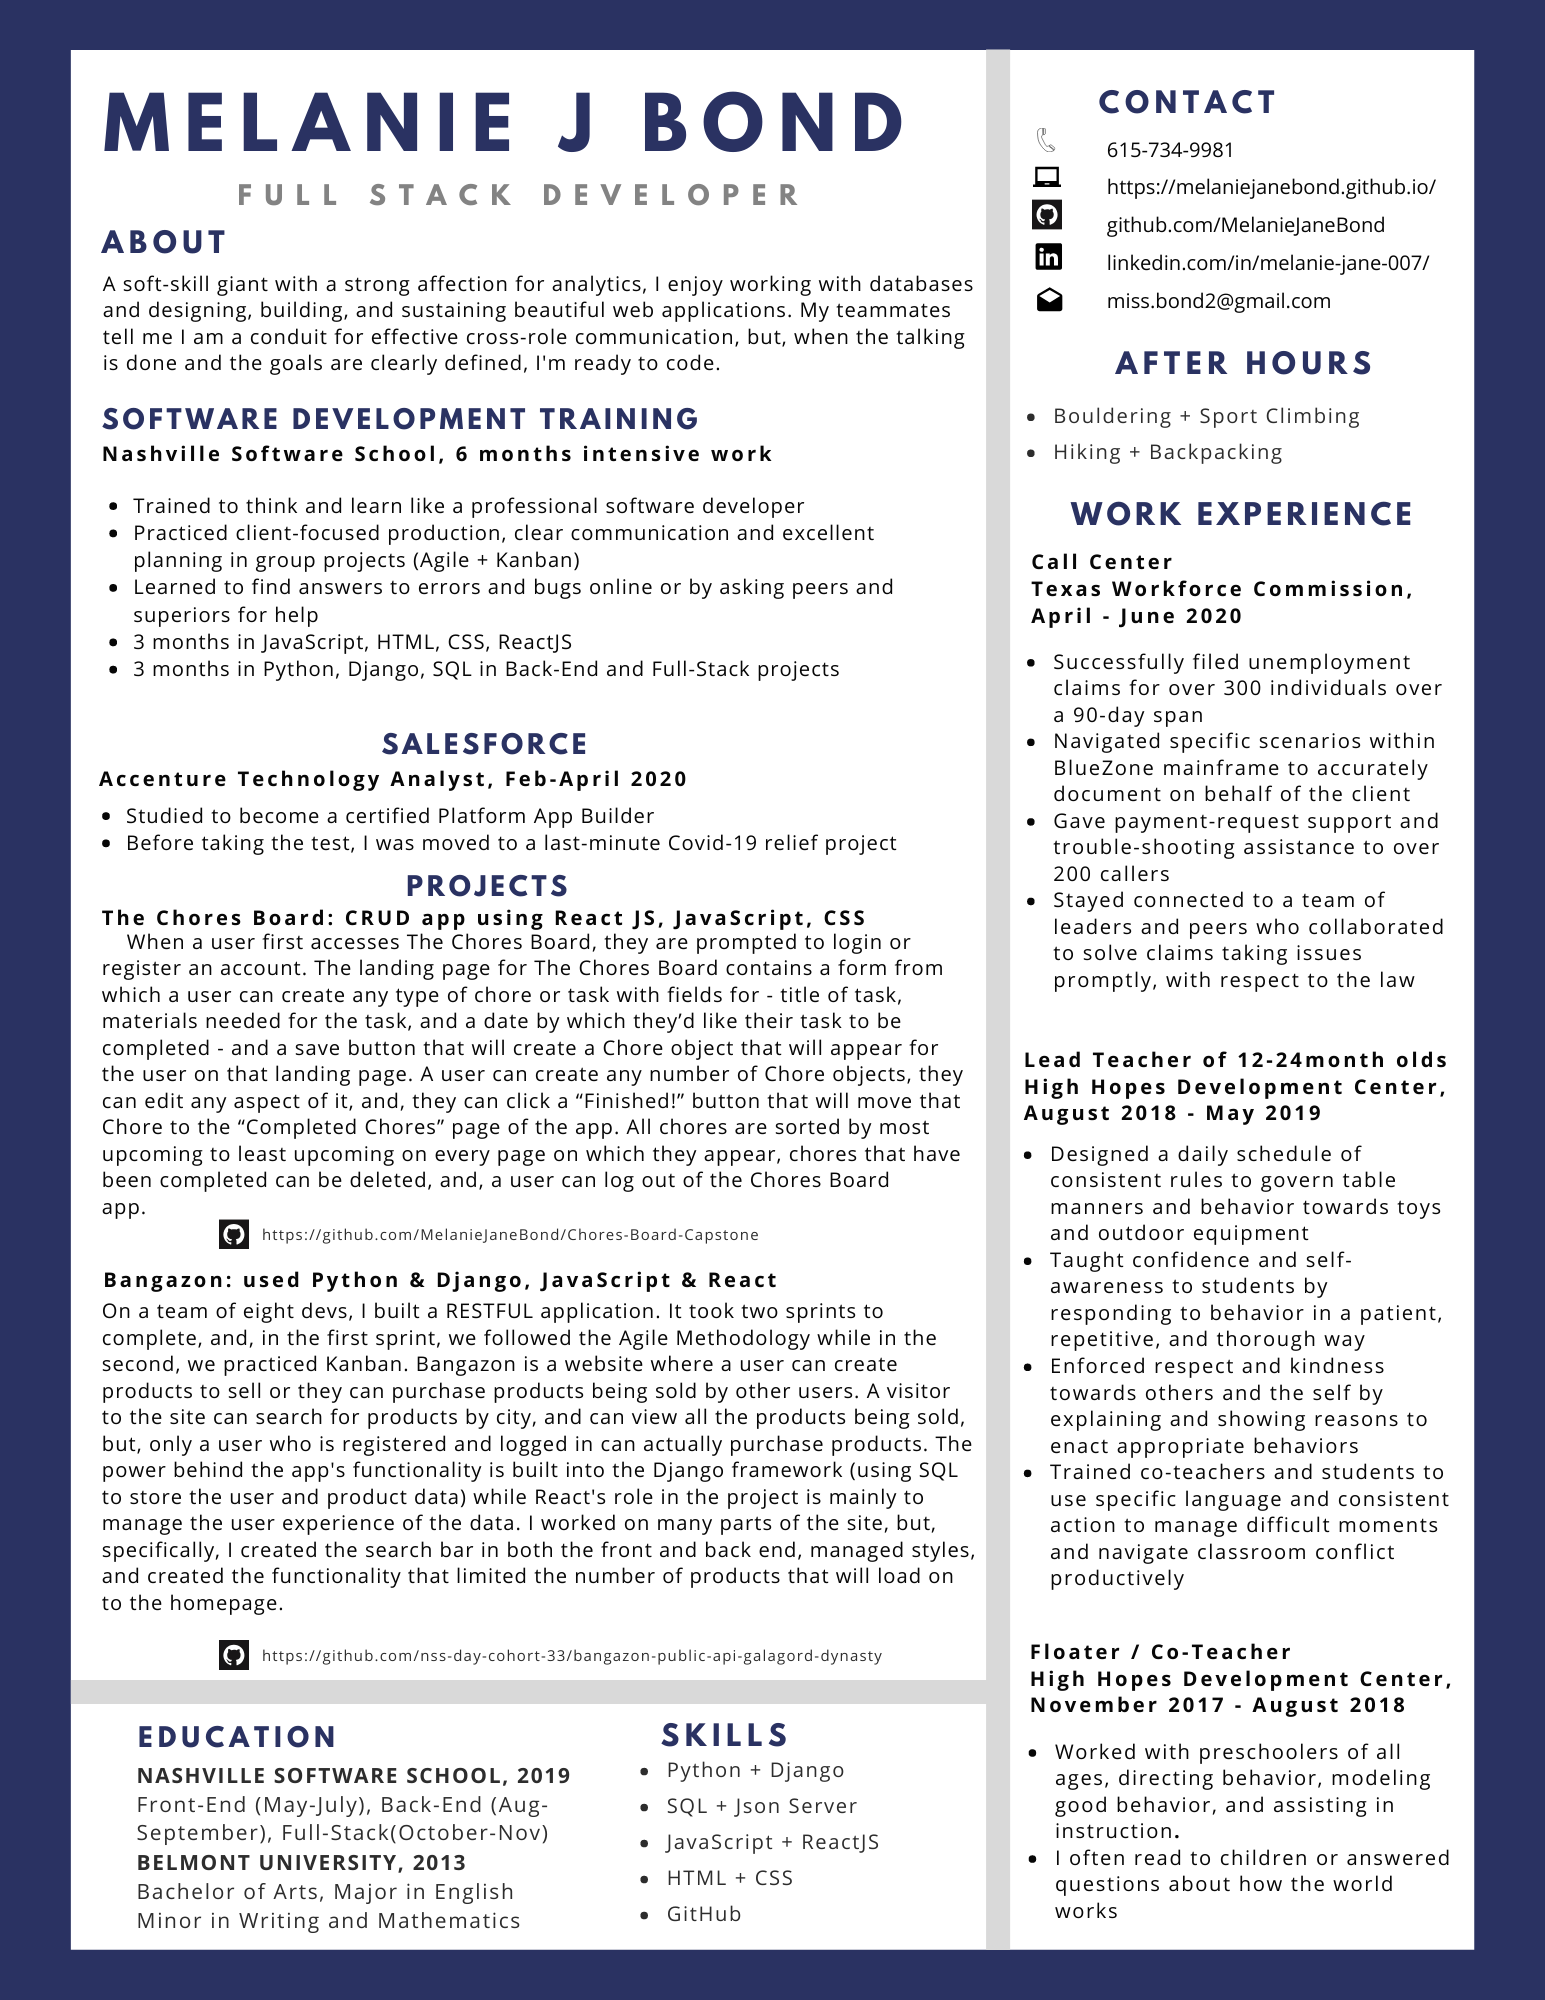 MELANIE J BOND
FULL STACK DEVELOPER
ABOUT
A soft-skill giant with a strong affection for analytics, I enjoy working with databases
and designing, building, and sustaining beautiful web applications. My teammates
tell me I am a conduit for effective cross-role communication, but, when the talking
is done and the goals are clearly defined, I'm ready to code.
SOFTWARE DEVELOPMENT TRAINING
Nashville Software School, 6 months intensive work
• Trained to think and learn like a professional software developer
• Practiced client-focused production, clear communication and excellent
planning in group projects (Agile + Kanban)
• Learned to find answers to errors and bugs online or by asking peers and
superiors for help
• 3 months in JavaScript, HTML, CSS, ReactJS
• 3 months in Python, Django, SQL in Back-End and Full-Stack projects
SALESFORCE
Accenture Technology Analyst, Feb-April 2020
• Studied to become a certified Platform App Builder
• Before taking the test, I was moved to a last-minute Covid-19 relief project
PROJECTS
The Chores Board: CRUD app using React JS, JavaScript, CSS
When a user first accesses The Chores Board, they are prompted to login or
register an account. The landing page for The Chores Board contains a form from
which a user can create any type of chore or task with fields for - title of task,
materials needed for the task, and a date by which they’d like their task to be
completed - and a save button that will create a Chore object that will appear for
the user on that landing page. A user can create any number of Chore objects, they
can edit any aspect of it, and, they can click a “Finished!” button that will move that
Chore to the “Completed Chores” page of the app. All chores are sorted by most
upcoming to least upcoming on every page on which they appear, chores that have
been completed can be deleted, and, a user can log out of the Chores Board
app.
https://github.com/MelanieJaneBond/Chores-Board-Capstone
Bangazon: used Python & Django, JavaScript & React
On a team of eight devs, I built a RESTFUL application. It took two sprints to
complete, and, in the first sprint, we followed the Agile Methodology while in the
second, we practiced Kanban. Bangazon is a website where a user can create
products to sell or they can purchase products being sold by other users. A visitor
to the site can search for products by city, and can view all the products being sold,
but, only a user who is registered and logged in can actually purchase products. The
power behind the app's functionality is built into the Django framework (using SQL
to store the user and product data) while React's role in the project is mainly to
manage the user experience of the data. I worked on many parts of the site, but,
specifically, I created the search bar in both the front and back end, managed styles,
and created the functionality that limited the number of products that will load on
to the homepage.
https://github.com/nss-day-cohort-33/bangazon-public-api-galagord-dynasty
EDUCATION
NASHVILLE SOFTWARE SCHOOL, 2019
Front-End (May-July), Back-End (Aug-
September), Full-Stack(October-Nov)
BELMONT UNIVERSITY, 2013
Bachelor of Arts, Major in English
Minor in Writing and Mathematics
SKILLS
• Python + Django
• SQL + Json Server
• JavaScript + ReactJS
• HTML + CSS
• GitHub
CONTACT
615-734-9981
https://melaniejanebond.github.io/
github.com/MelanieJaneBond
linkedin.com/in/melanie-jane-007/
miss.bond2@gmail.com
AFTER HOURS
• Bouldering + Sport Climbing
• Hiking + Backpacking
WORK EXPERIENCE
Call Center
Texas Workforce Commission,
April - June 2020
• Successfully filed unemployment
claims for over 300 individuals over
a 90-day span
• Navigated specific scenarios within
BlueZone mainframe to accurately
document on behalf of the client
• Gave payment-request support and
trouble-shooting assistance to over
200 callers
• Stayed connected to a team of
leaders and peers who collaborated
to solve claims taking issues
promptly, with respect to the law
Lead Teacher of 12-24month olds
High Hopes Development Center,
August 2018 - May 2019
• Designed a daily schedule of
consistent rules to govern table
manners and behavior towards toys
and outdoor equipment
• Taught confidence and self-
awareness to students by
responding to behavior in a patient,
repetitive, and thorough way
• Enforced respect and kindness
towards others and the self by
explaining and showing reasons to
enact appropriate behaviors
• Trained co-teachers and students to
use specific language and consistent
action to manage difficult moments
and navigate classroom conflict
productively
Floater / Co-Teacher
High Hopes Development Center,
November 2017 - August 2018
• Worked with preschoolers of all
ages, directing behavior, modeling
good behavior, and assisting in
instruction.
• I often read to children or answered
questions about how the world
works